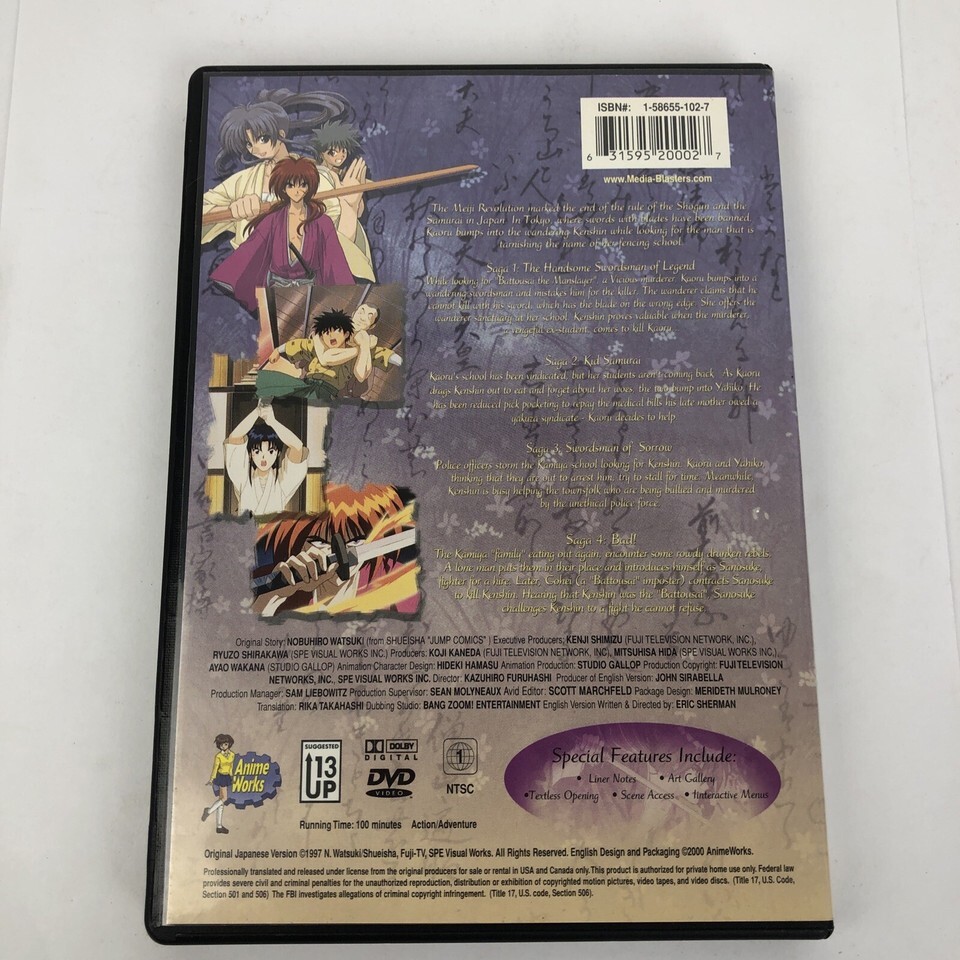 ISBN#: 1-58655-102-7
6 31595 20002 7
www.Media-Blasters.com
The Meiji Revolution marked the end of the rule of the Shogun and the
Samurai in Japan. In Tokyo, where swords with blades have been banned,
Kaoru bumps into the wandering Kenshin while looking for the man that is
tarnishing the name of her fencing school.
Saga 1: The Handsome Swordsman of Legend
While looking for "Battousai the Manslayer" a Vicious murderer, Kaoru bumps into a
wandering swordsman and mistakes him for the killer. The wanderer claims that he
cannot kill with his sword, which has the blade on the wrong edge. She offers the
wanderer sanctuary at her school. Kenshin proves valuable when the murderer,
a vengeful ex-student, comes to kill Kaoru
Saga 2: Kid Samurai
Kaoru's school has been vindicated, but her students aren't coming back. As Kaoru
drags Kenshin out to eat and forget about her woes, the two bump into Yahiko. He
has been reduced pick pocketing to repay the medical bills his late mother owed a
yakuza syndicate - Kaoru decides to help
Saga 3: Swordsman of Sorrow
Police officers storm the Kamiya school looking for Kenshin. Kaoru and Yahiko,
thinking that they are out to arrest him, try to stall for time. Meanwhile,
Kenshin is busy helping the townsfolk who are being bullied and murdered
by the unethical police force.
Saga 4: Bad!
The Kamiya "family" eating out again, encounter some rowdy drunken rebels.
A lone man puts them in their place and introduces himself as Sanosuke,
fighter for a hire. Later, Gohei (a "Battousai" imposter) contracts Sanosuke
to kill Kenshin. Hearing that Kenshin was the "Battousai", Sanosuke
challenges Kenshin to a fight he cannot refuse.
Original Story: NOBUHIRO WATSUKI (from SHUEISHA "JUMP COMICS" ) Executive Producers: KENJI SHIMIZU (FUJI TELEVISION NETWORK, INC.),
RYUZO SHIRAKAWA (SPE VISUAL WORKS INC.) Producers: KOJI KANEDA (FUJI TELEVISION NETWORK, INC), MITSUHISA HIDA (SPE VISUAL WORKS INC.),
AYAO WAKANA (STUDIO GALLOP) Animation Character Design: HIDEKI HAMASU Animation Production: STUDIO GALLOP Production Copyright: FUJI TELEVISION
NETWORKS, INC., SPE VISUAL WORKS INC. Director: KAZUHIRO FURUHASHI Producer of English Version: JOHN SIRABELLA
Production Manager: SAM LIEBOWITZ Production Supervisor: SEAN MOLYNEAUX Avid Editor: SCOTT MARCHFELD Package Design: MERIDETH MULRONEY
Translation: RIKA TAKAHASHI Dubbing Studio: BANG ZOOM! ENTERTAINMENT English Version Written & Directed by: ERIC SHERMAN
Anime
Works
SUGGESTED
13
UP
DOLBY
DIGITAL
DVD
VIDEO
1
NTSC
Special Features Include:
• Liner Notes • Art Gallery
•Textless Opening • Scene Access • Interactive Menus
Running Time: 100 minutes Action/Adventure
Original Japanese Version ©1997 N. Watsuki/Shueisha, Fuji-TV, SPE Visual Works. All Rights Reserved. English Design and Packaging ©2000 AnimeWorks.
Professionally translated and released under license from the original producers for sale or rental in USA and Canada only. This product is authorized for private home use only. Federal law
provides severe civil and criminal penalties for the unauthorized reproduction, distribution or exhibition of copyrighted motion pictures, video tapes, and video discs. (Title 17, U.S. Code,
Section 501 and 506) The FBI investigates allegations of criminal copyright infringement. (Title 17, U.S. code, Section 506).